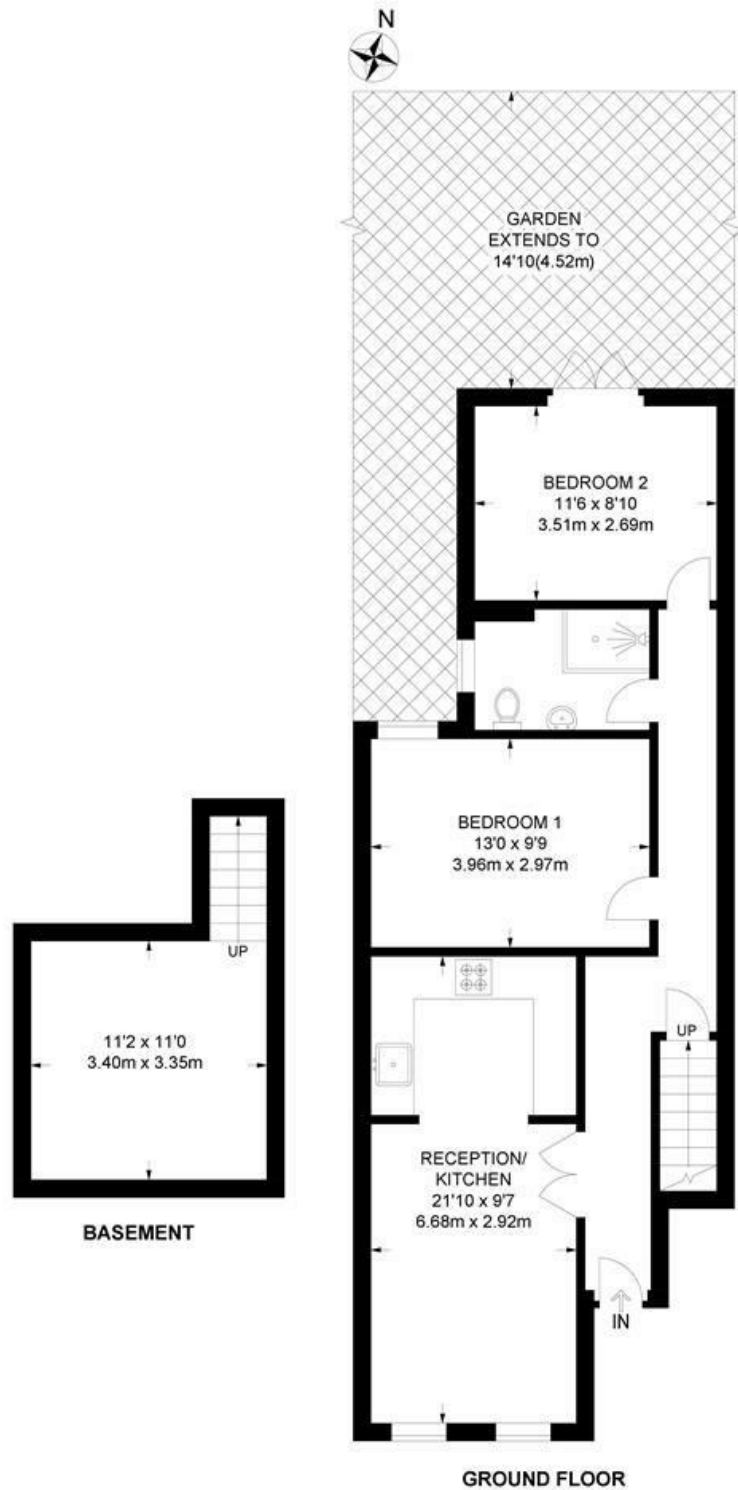 N
GARDEN
EXTENDS TO
14'10(4.52m)
BEDROOM 2
11'6 x 8'10
3.51m x 2.69m
BEDROOM 1
13'0 x 9'9
3.96m x 2.97m
UP
11'2 x 11'0
3.40m x 3.35m
BASEMENT
UP
RECEPTION/
KITCHEN
21'10 x 9'7
6.68m x 2.92m
IN
GROUND FLOOR